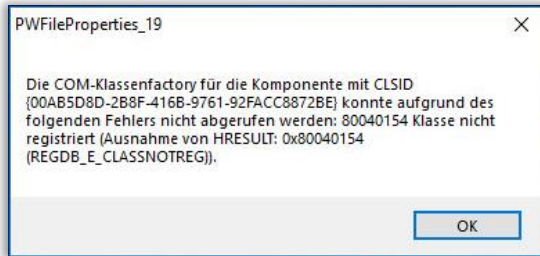 PWFileProperties_19
Die COM-Klassenfactory für die Komponente mit CLSID
{00AB5D8D-2B8F-416B-9761-92FACC8872BE} konnte aufgrund des
folgenden Fehlers nicht abgerufen werden: 80040154 Klasse nicht
registriert (Ausnahme von HRESULT: 0x80040154
(REGDB_E_CLASSNOTREG)).
OK